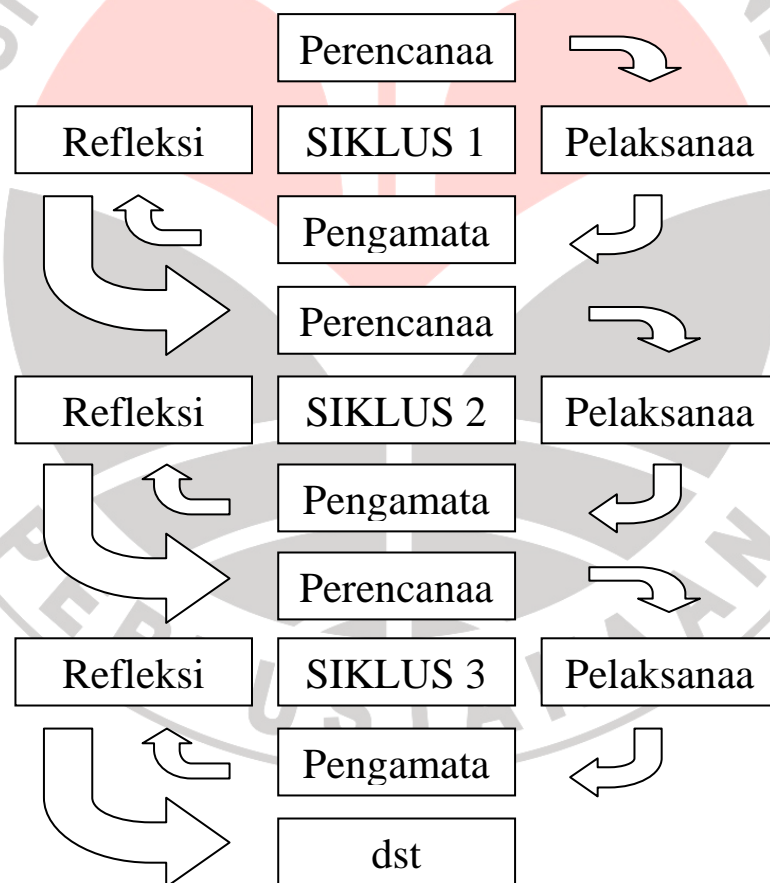 Perencanaa
Refleksi SIKLUS 1 Pelaksanaa
Pengamata
Perencanaa
Refleksi SIKLUS 2 Pelaksanaa
Pengamata
Perencanaa
Refleksi SIKLUS 3 Pelaksanaa
Pengamata
dst